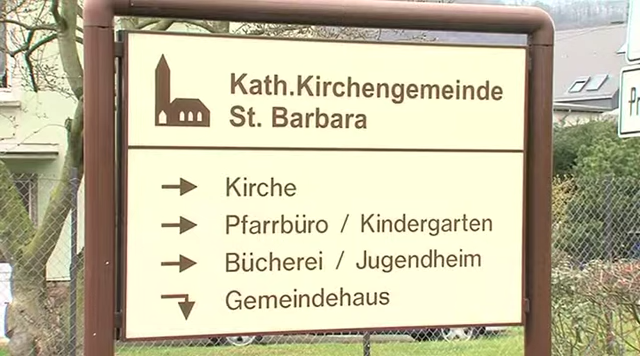 Kath.Kirchengemeinde
St. Barbara
Kirche
Pfarrbüro / Kindergarten
Bücherei / Jugendheim
Gemeindehaus